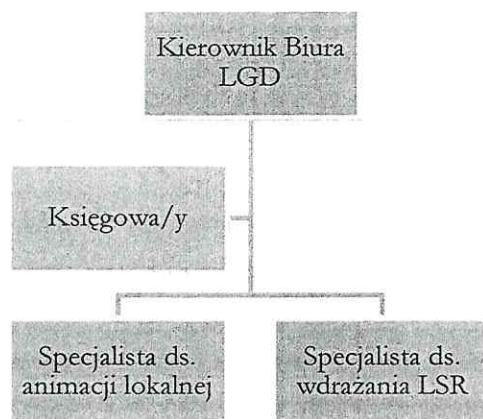 Kierownik Biura
LGD
Księgowa/y
Specjalista ds.
animacji lokalnej
Specjalista ds.
wdrażania LSR